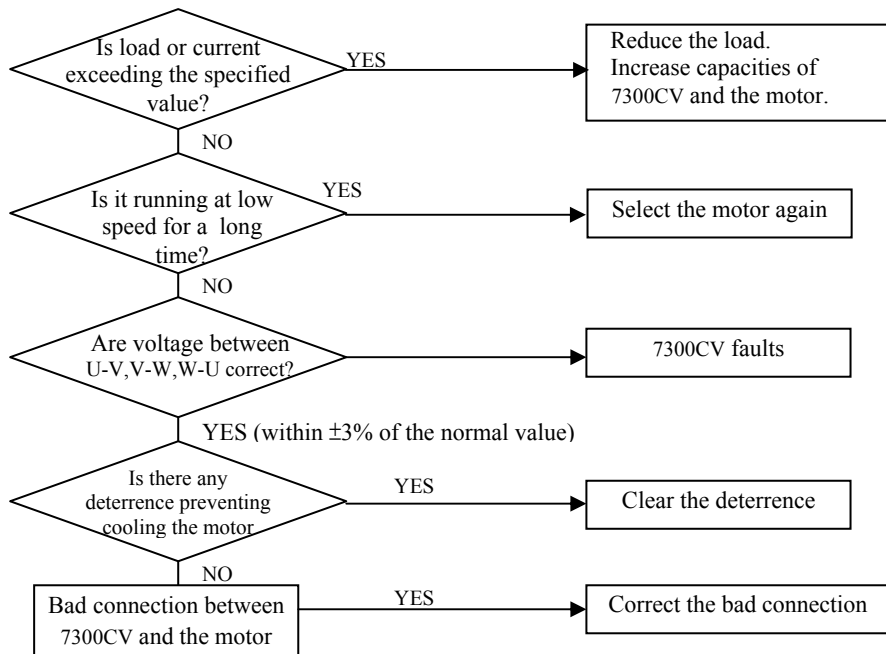 Is load or current
exceeding the specified
value?
YES
Reduce the load.
Increase capacities of
7300CV and the motor.
NO
Is it running at low
speed for a long
time?
YES
Select the motor again
NO
Are voltage between
U-V,V-W,W-U correct?
7300CV faults
YES (within ±3% of the normal value)
Is there any
deterrence preventing
cooling the motor
YES
Clear the deterrence
NO
Bad connection between
7300CV and the motor
YES
Correct the bad connection